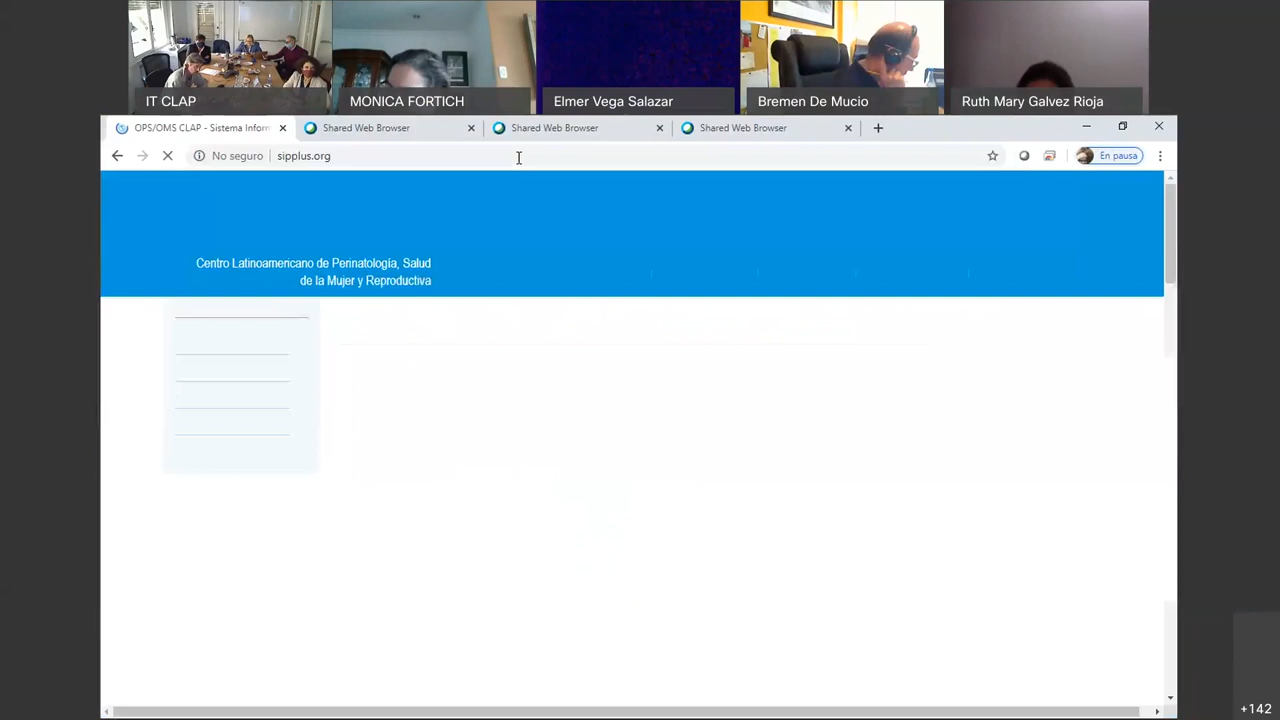 IT CLAP
MONICA FORTICH
Elmer Vega Salazar
Bremen De Mucio
Ruth Mary Galvez Rioja
OPS/OMS CLAP - Sistema Inform
Shared Web Browser
Shared Web Browser
Shared Web Browser
No seguro
sipplus.org
En pausa
Centro Latinoamericano de Perinatología, Salud
de la Mujer y Reproductiva
+142